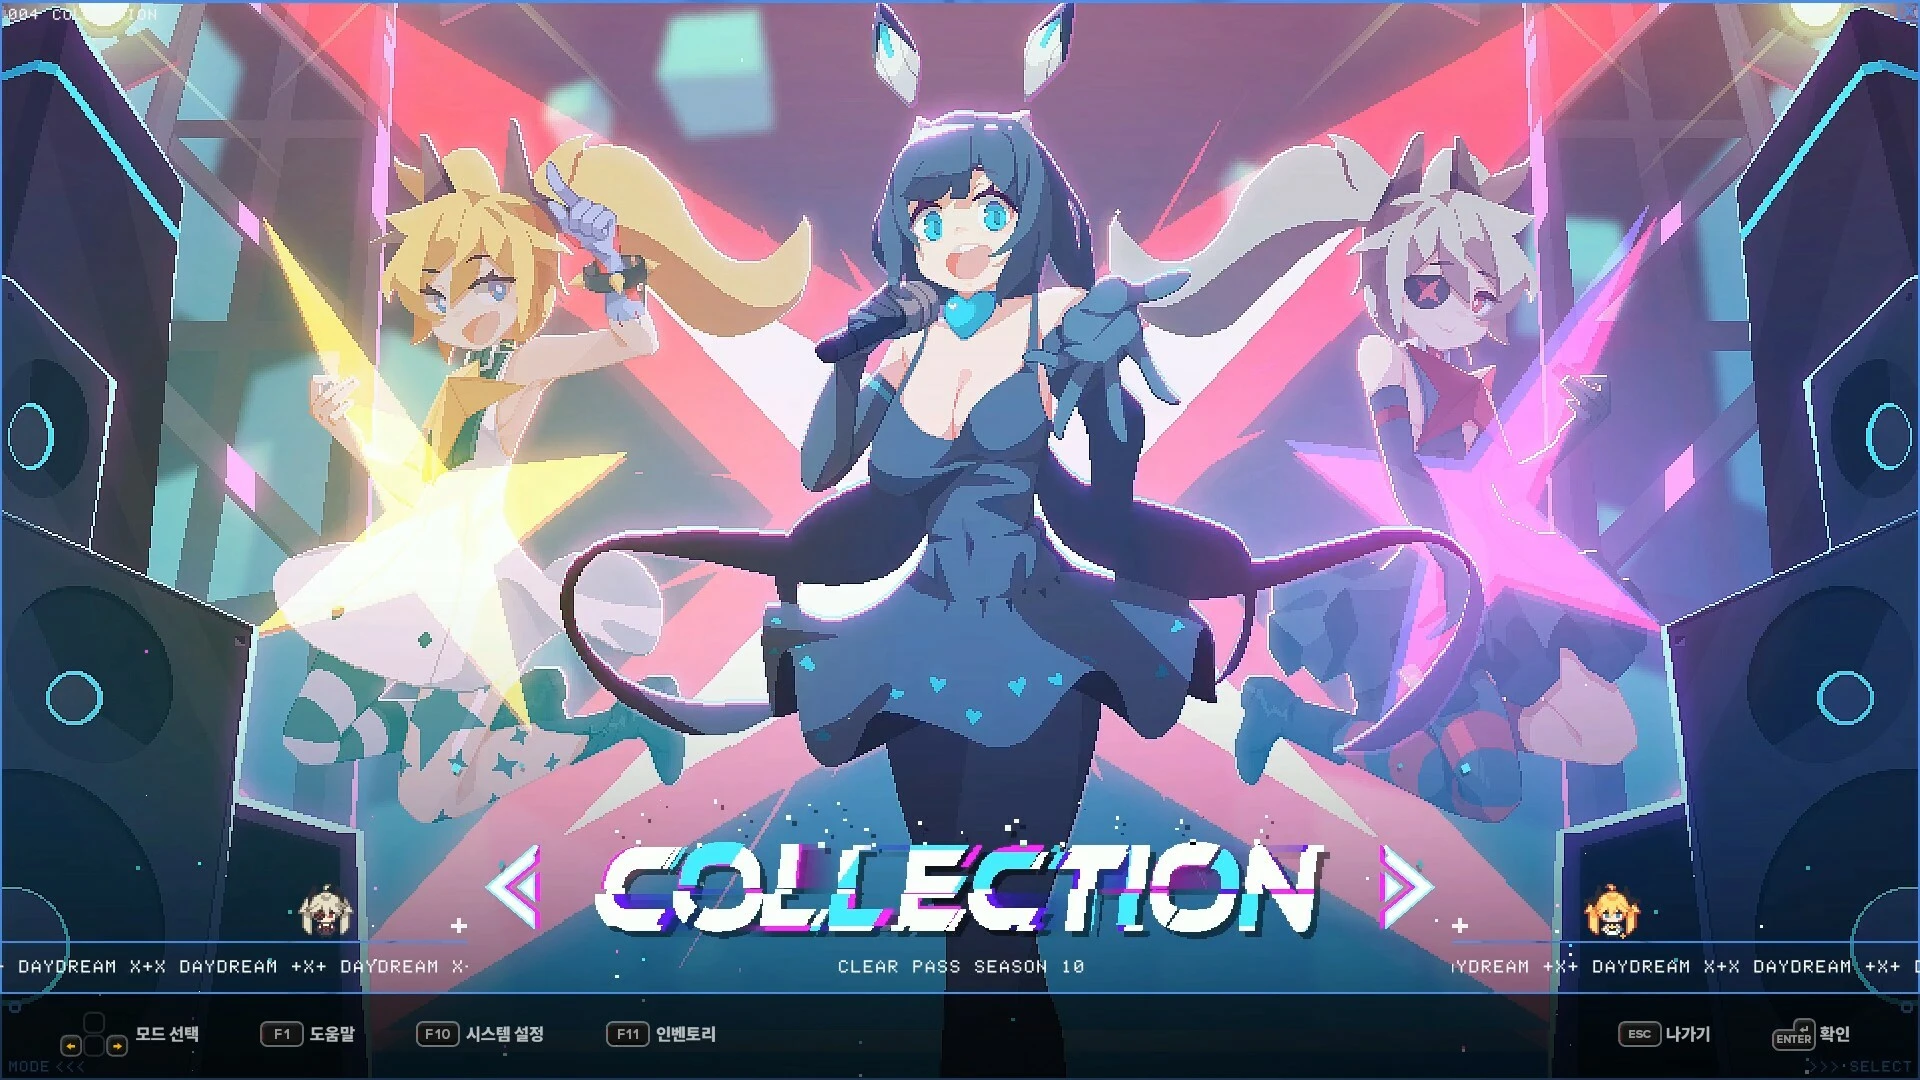 COLLECTION
DAYDREAM X+X DAYDREAM +X+ DAYDREAM X
CLEAR PASS SEASON 10
YDREAM +X+ DAYDREAM X+X DAYDREAM +X+
모드 선택
F1 도움말
F10 시스템 설정
F11 인벤토리
ESC 나가기
ENTER 확인
MODE <<<
>>> SELECT